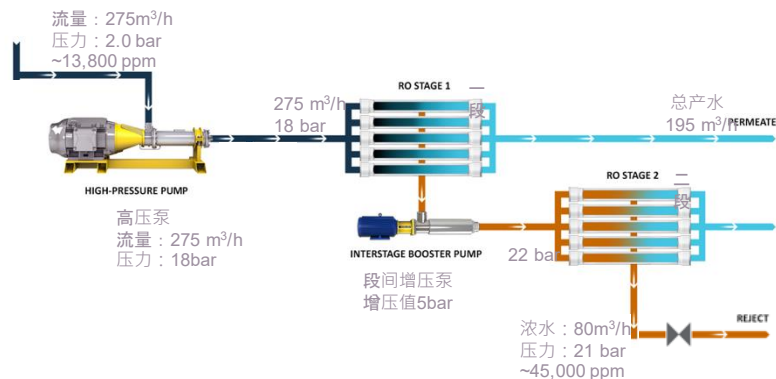 流量：275m³/h
压力：2.0 bar
~13,800 ppm
HIGH-PRESSURE PUMP
高压泵
流量：275 m³/h
压力：18bar
275 m³/h
18 bar
RO STAGE 1
一段
总产水
195 m³/h
PERMEATE
INTERSTAGE BOOSTER PUMP
段间增压泵
增压值5bar
RO STAGE 2
二段
22 bar
浓水：80m³/h
压力：21 bar
~45,000 ppm
REJECT